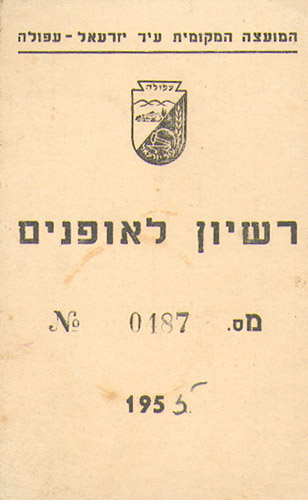 המועצה המקומית עיר יזרעאל - עפולה
עפולה
רשיון לאופנים
מס. 0187 №
1955